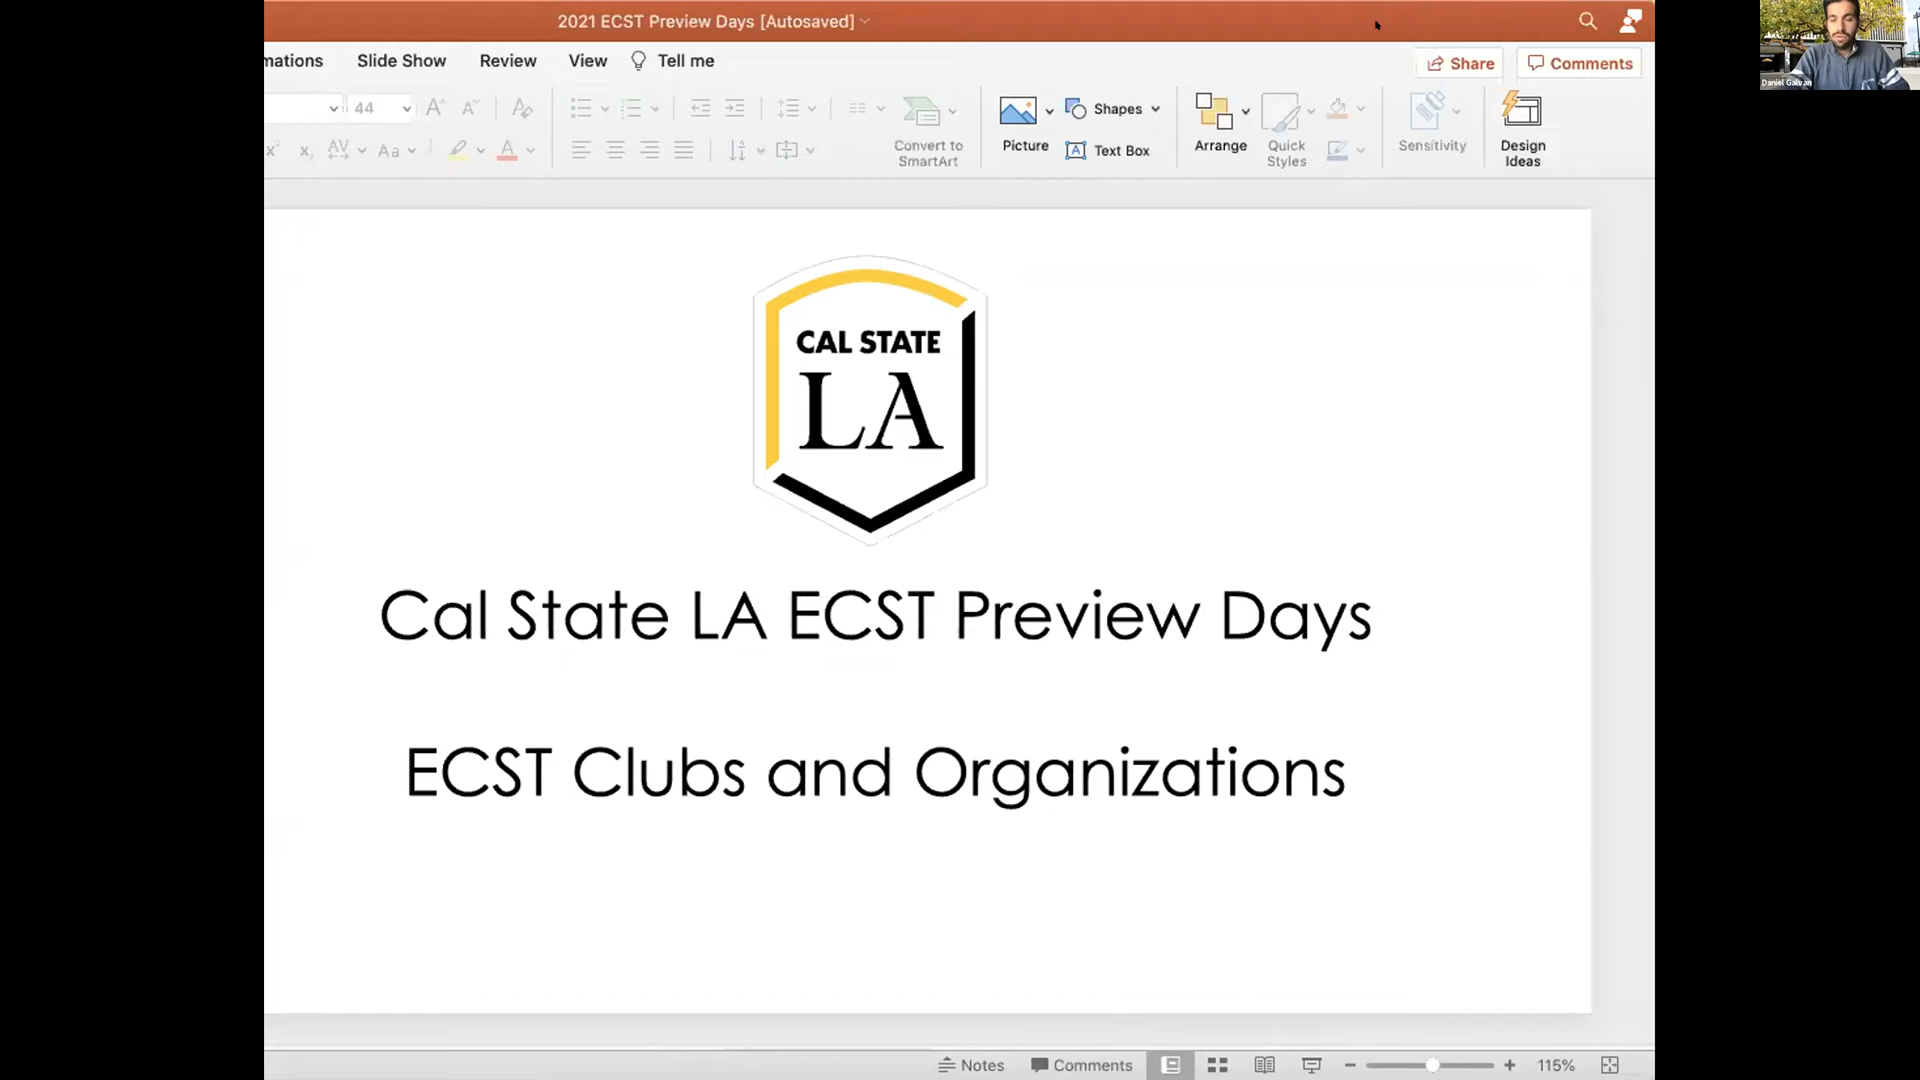 2021 ECST Preview Days [Autosaved]
mations Slide Show Review View Tell me Share Comments
44
Convert to SmartArt
Picture
Shapes
Text Box
Arrange
Quick Styles
Sensitivity
Design Ideas
CAL STATE
LA
Cal State LA ECST Preview Days
ECST Clubs and Organizations
Notes Comments 115%
Daniel Galvan